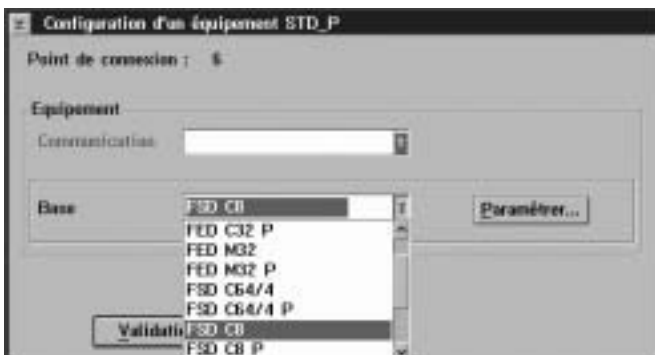 Configuration d'un équipement STD_P
Point de connexion : 6
Equipement
Communication
Base
FSD C8
Paramétrer...
FED C32 P
FED M32
FED M32 P
FSD C64/4
FSD C64/4 P
FSD C8
FSD C8 P
Validati